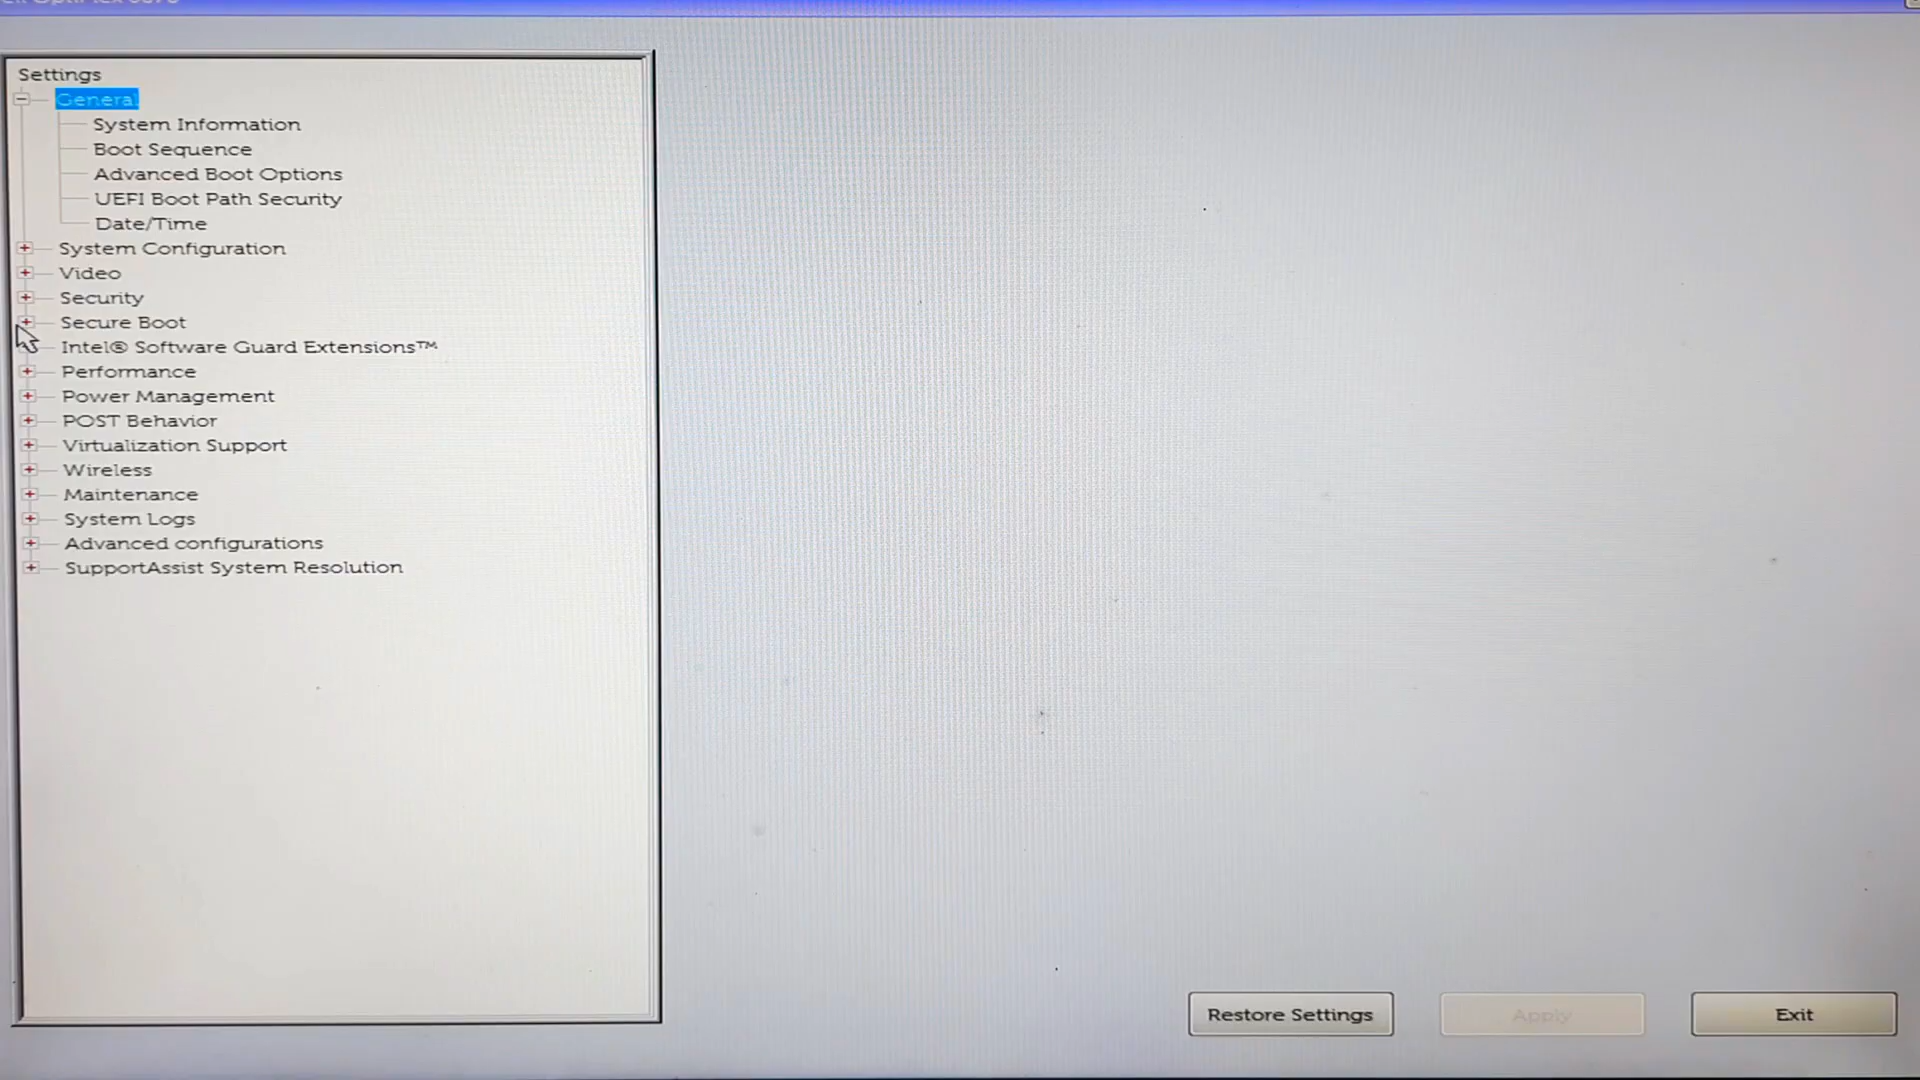 Settings
General
System Information
Boot Sequence
Advanced Boot Options
UEFI Boot Path Security
Date/Time
System Configuration
Video
Security
Secure Boot
Intel® Software Guard Extensions™
Performance
Power Management
POST Behavior
Virtualization Support
Wireless
Maintenance
System Logs
Advanced configurations
SupportAssist System Resolution
Restore Settings
Apply
Exit